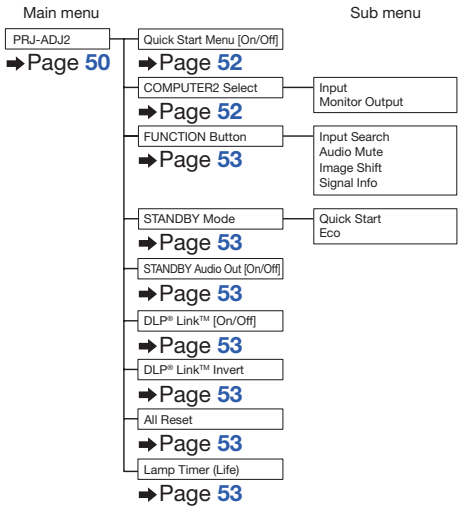 Main menu
Sub menu
PRJ-ADJ2
➡Page 50
Quick Start Menu [On/Off]
➡Page 52
COMPUTER2 Select
➡Page 52
Input
Monitor Output
FUNCTION Button
➡Page 53
Input Search
Audio Mute
Image Shift
Signal Info
STANDBY Mode
➡Page 53
Quick Start
Eco
STANDBY Audio Out [On/Off]
➡Page 53
DLP® Link™ [On/Off]
➡Page 53
DLP® Link™ Invert
➡Page 53
All Reset
➡Page 53
Lamp Timer (Life)
➡Page 53